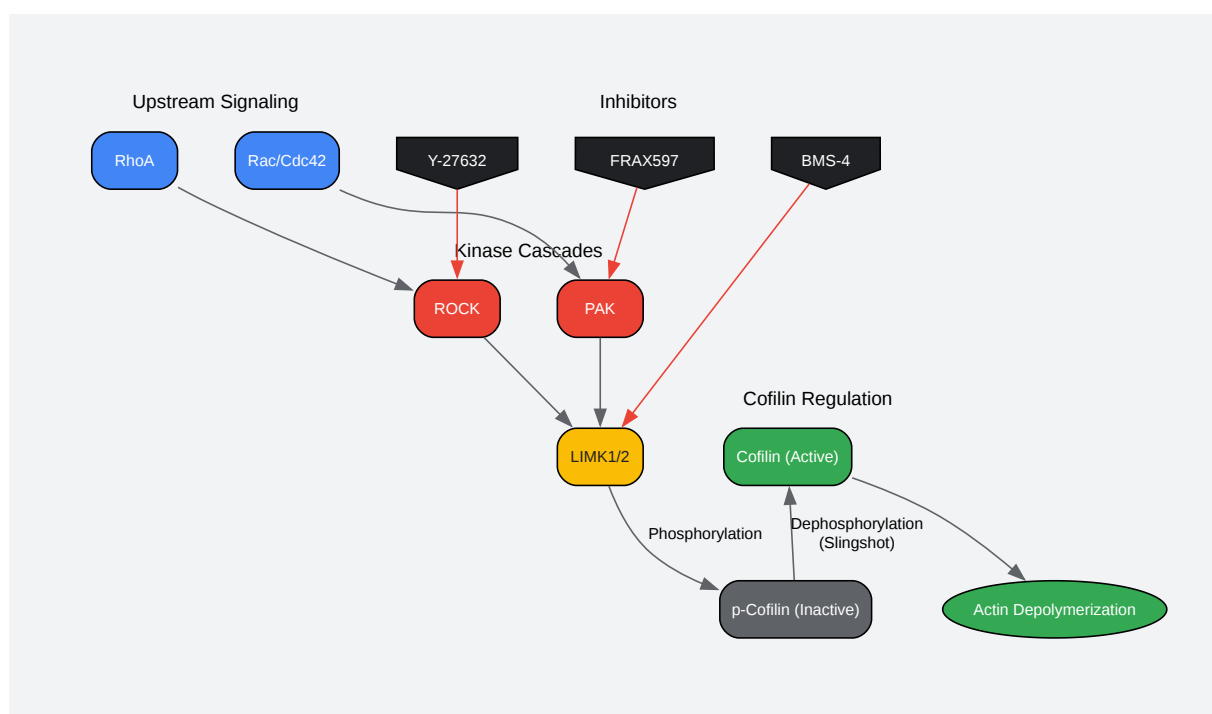 Upstream Signaling
Inhibitors
RhoA
Rac/Cdc42
Y-27632
FRAX597
BMS-4
Kinase Cascades
ROCK
PAK
Cofilin Regulation
LIMK1/2
Cofilin (Active)
Phosphorylation
Dephosphorylation
(Slingshot)
p-Cofilin (Inactive)
Actin Depolymerization